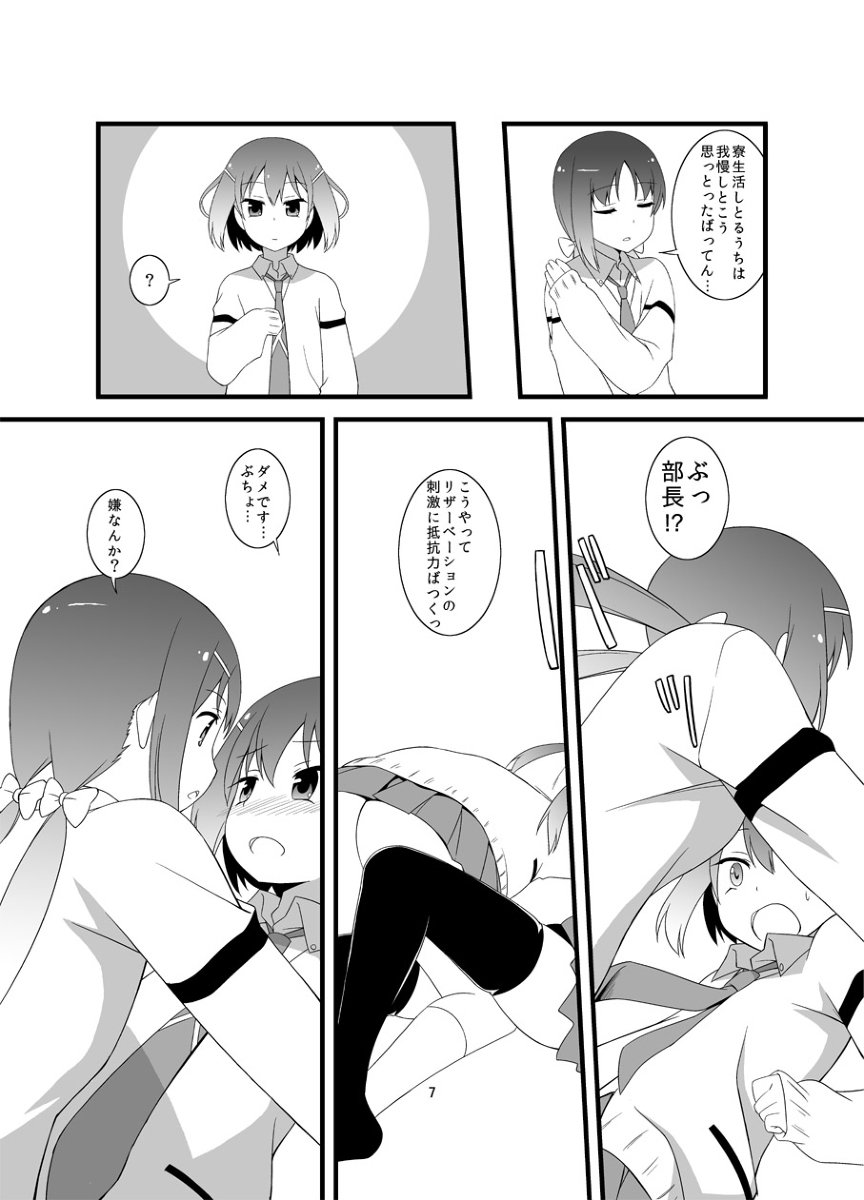 寮生活しとるうちは
我慢しとこう
思っとったばってん…
？
ぶっ
部長!?
こうやって
リザーベーションの
刺激に抵抗力ばつくっ
ダメです…
ぶちょ…
嫌なんか？
7